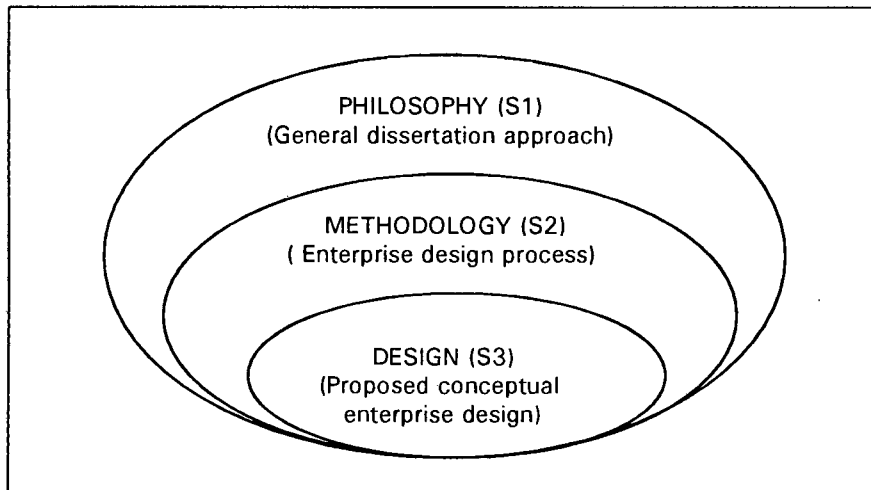 PHILOSOPHY (S1)
(General dissertation approach)
METHODOLOGY (S2)
( Enterprise design process)
DESIGN (S3)
(Proposed conceptual
enterprise design)